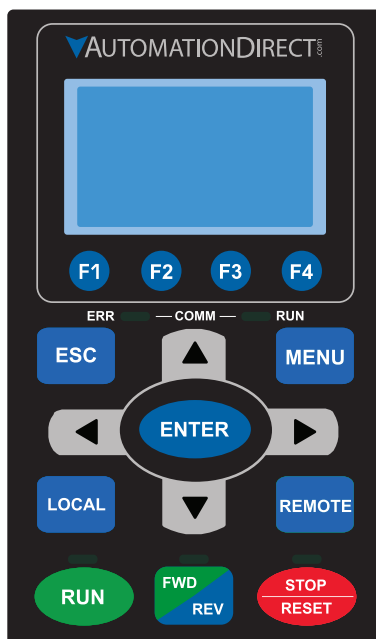 AUTOMATIONDIRECT.com
F1 F2 F3 F4
ERR COMM RUN
ESC
MENU
ENTER
LOCAL
REMOTE
RUN
FWD
REV
STOP
RESET